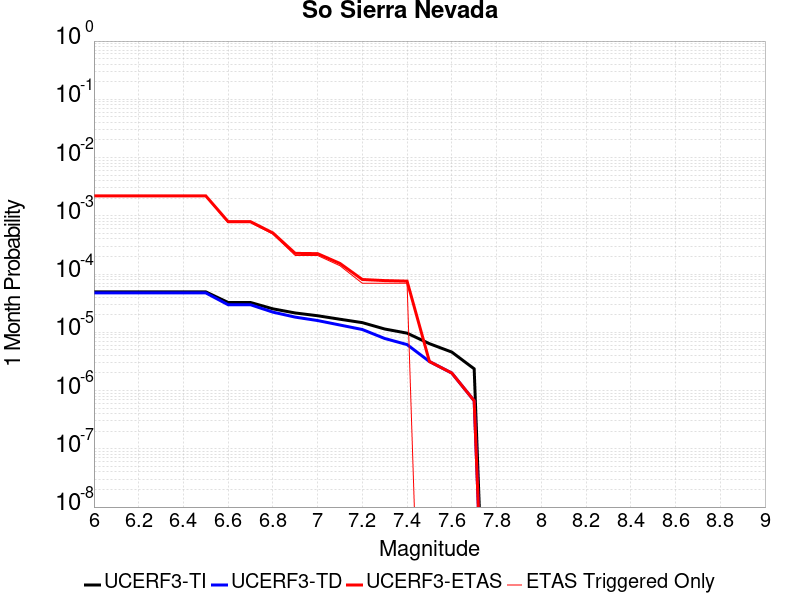 So Sierra Nevada
10^0
10^-1
10^-2
10^-3
10^-4
10^-5
10^-6
10^-7
10^-8
1 Month Probability
6 6.2 6.4 6.6 6.8 7 7.2 7.4 7.6 7.8 8 8.2 8.4 8.6 8.8 9
Magnitude
UCERF3-TI UCERF3-TD UCERF3-ETAS ETAS Triggered Only